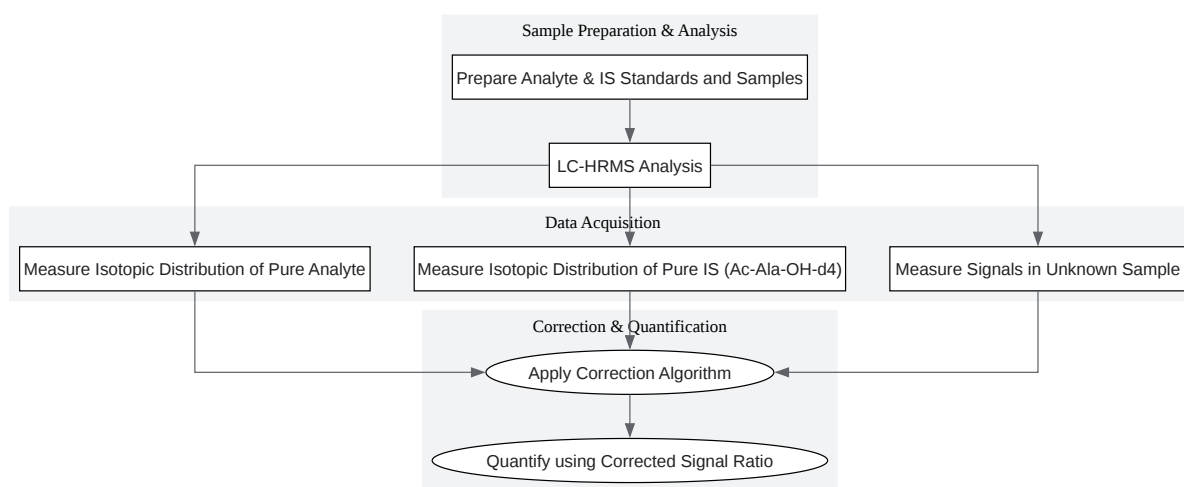 Sample Preparation & Analysis
Prepare Analyte & IS Standards and Samples
LC-HRMS Analysis
Data Acquisition
Measure Isotopic Distribution of Pure Analyte
Measure Isotopic Distribution of Pure IS (Ac-Ala-OH-d4)
Measure Signals in Unknown Sample
Correction & Quantification
Apply Correction Algorithm
Quantify using Corrected Signal Ratio